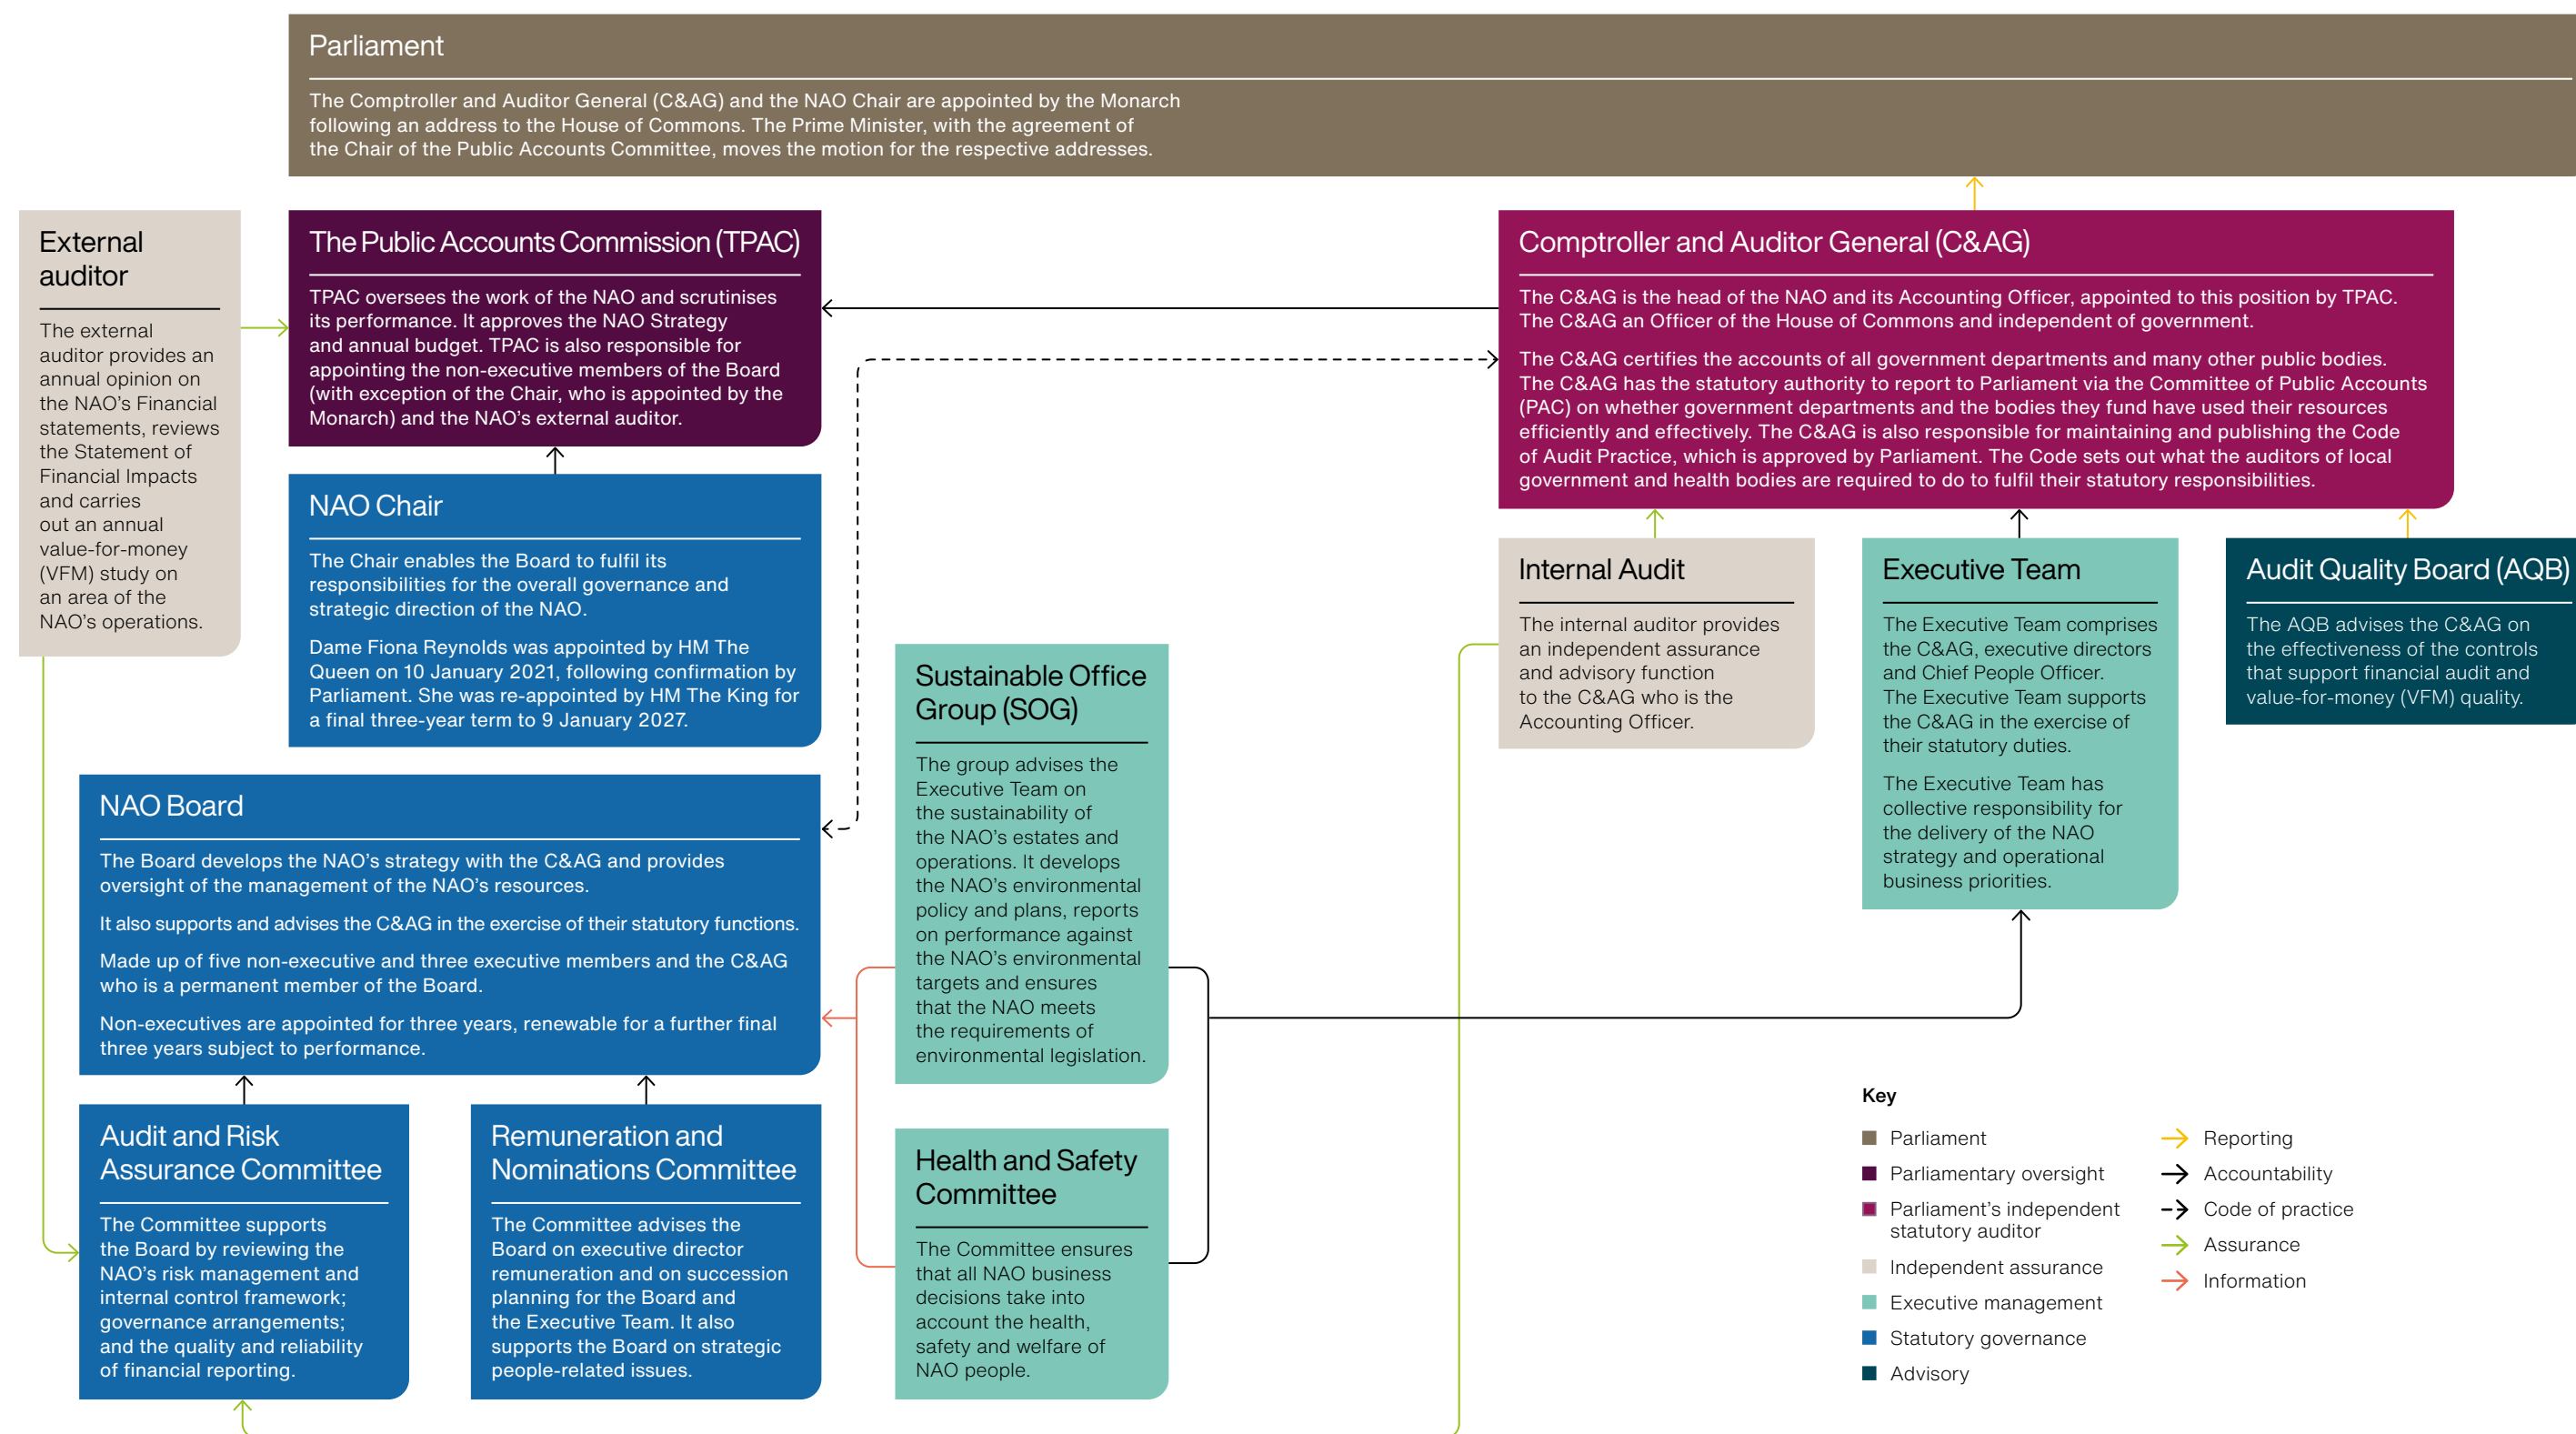 Parliament
The Comptroller and Auditor General (C&AG) and the NAO Chair are appointed by the Monarch
following an address to the House of Commons. The Prime Minister, with the agreement of
the Chair of the Public Accounts Committee, moves the motion for the respective addresses.
External
auditor
The external
auditor provides an
annual opinion on
the NAO's Financial
statements, reviews
the Statement of
Financial Impacts
and carries
out an annual
value-for-money
(VFM) study on
an area of the
NAO's operations.
The Public Accounts Commission (TPAC)
TPAC oversees the work of the NAO and scrutinises
its performance. It approves the NAO Strategy
and annual budget. TPAC is also responsible for
appointing the non-executive members of the Board
(with exception of the Chair, who is appointed by the
Monarch) and the NAO's external auditor.
Comptroller and Auditor General (C&AG)
The C&AG is the head of the NAO and its Accounting Officer, appointed to this position by TPAC.
The C&AG an Officer of the House of Commons and independent of government.
The C&AG certifies the accounts of all government departments and many other public bodies.
The C&AG has the statutory authority to report to Parliament via the Committee of Public Accounts
(PAC) on whether government departments and the bodies they fund have used their resources
efficiently and effectively. The C&AG is also responsible for maintaining and publishing the Code
of Audit Practice, which is approved by Parliament. The Code sets out what the auditors of local
government and health bodies are required to do to fulfil their statutory responsibilities.
NAO Chair
The Chair enables the Board to fulfil its
responsibilities for the overall governance and
strategic direction of the NAO.
Dame Fiona Reynolds was appointed by HM The
Queen on 10 January 2021, following confirmation by
Parliament. She was re-appointed by HM The King for
a final three-year term to 9 January 2027.
Internal Audit
The internal auditor provides
an independent assurance
and advisory function
to the C&AG who is the
Accounting Officer.
Executive Team
The Executive Team comprises
the C&AG, executive directors
and Chief People Officer.
The Executive Team supports
the C&AG in the exercise of
their statutory duties.
The Executive Team has
collective responsibility for
the delivery of the NAO
strategy and operational
business priorities.
Audit Quality Board (AQB)
The AQB advises the C&AG on
the effectiveness of the controls
that support financial audit and
value-for-money (VFM) quality.
Sustainable Office
Group (SOG)
The group advises the
Executive Team on
the sustainability of
the NAO's estates and
operations. It develops
the NAO's environmental
policy and plans, reports
on performance against
the NAO's environmental
targets and ensures
that the NAO meets
the requirements of
environmental legislation.
NAO Board
The Board develops the NAO's strategy with the C&AG and provides
oversight of the management of the NAO's resources.
It also supports and advises the C&AG in the exercise of their statutory functions.
Made up of five non-executive and three executive members and the C&AG
who is a permanent member of the Board.
Non-executives are appointed for three years, renewable for a further final
three years subject to performance.
Audit and Risk
Assurance Committee
The Committee supports
the Board by reviewing the
NAO's risk management and
internal control framework;
governance arrangements;
and the quality and reliability
of financial reporting.
Remuneration and
Nominations Committee
The Committee advises the
Board on executive director
remuneration and on succession
planning for the Board and
the Executive Team. It also
supports the Board on strategic
people-related issues.
Health and Safety
Committee
The Committee ensures
that all NAO business
decisions take into
account the health,
safety and welfare of
NAO people.
Key
Parliament
Parliamentary oversight
Parliament's independent
statutory auditor
Independent assurance
Executive management
Statutory governance
Advisory
Reporting
Accountability
Code of practice
Assurance
Information